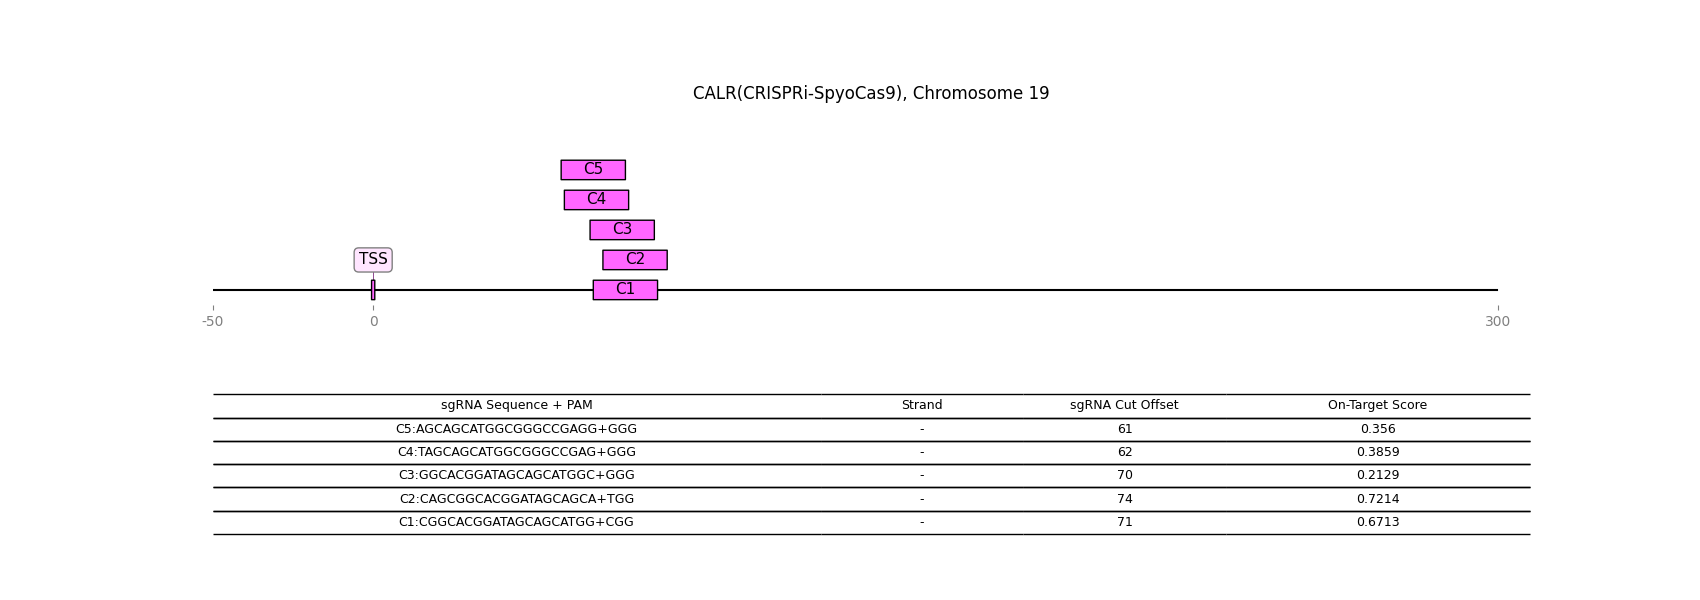 CALR(CRISPRi-SpyoCas9), Chromosome 19
C5
C4
C3
TSS C2
C1
-50 0 300
sgRNA Sequence + PAM Strand sgRNA Cut Offset On-Target Score
C5:AGCAGCATGGCGGGCCGAGG+GGG - 61 0.356
C4:TAGCAGCATGGCGGGCCGAG+GGG - 62 0.3859
C3:GGCACGGATAGCAGCATGGC+GGG - 70 0.2129
C2:CAGCGGCACGGATAGCAGCA+TGG - 74 0.7214
C1:CGGCACGGATAGCAGCATGG+CGG - 71 0.6713